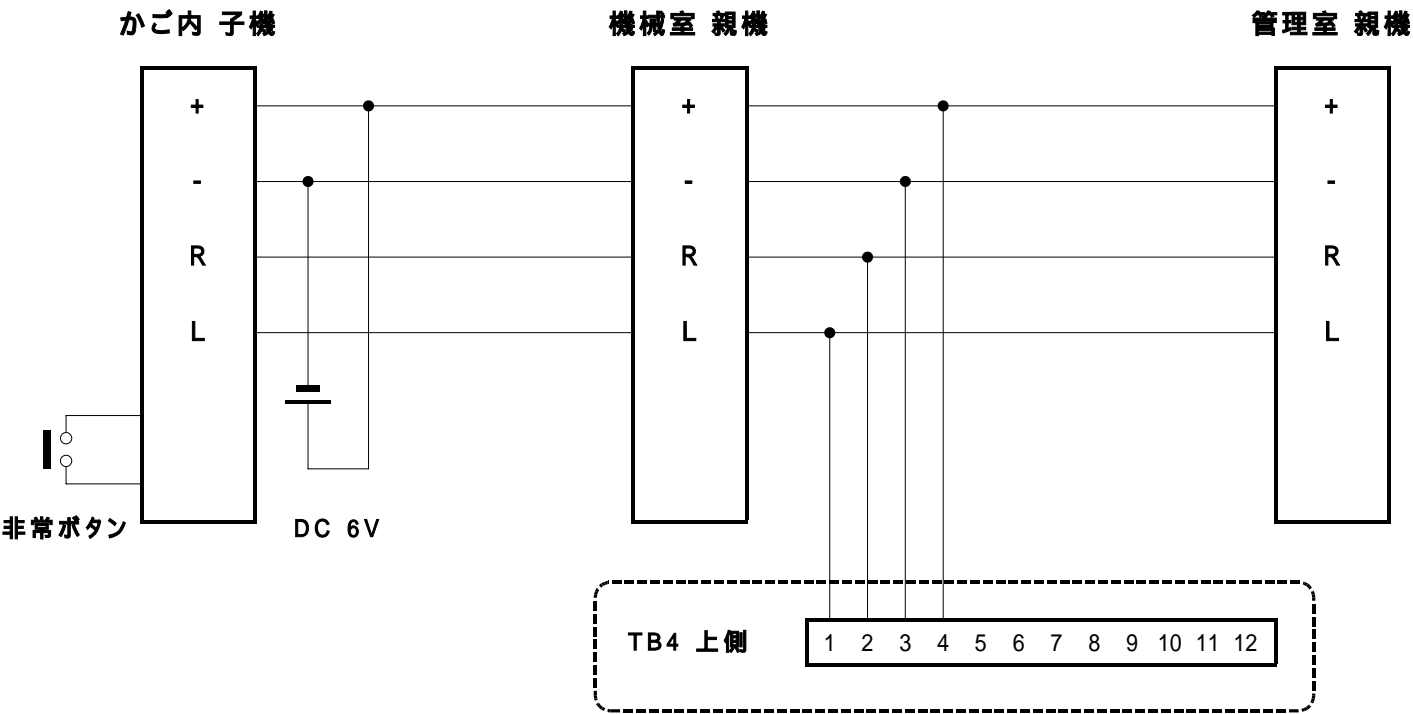 かご内 子機 機械室 親機 管理室 親機
+ + +
- - -
R R R
L L L
非常ボタン DC 6V
TB4 上側 1 2 3 4 5 6 7 8 9 10 11 12